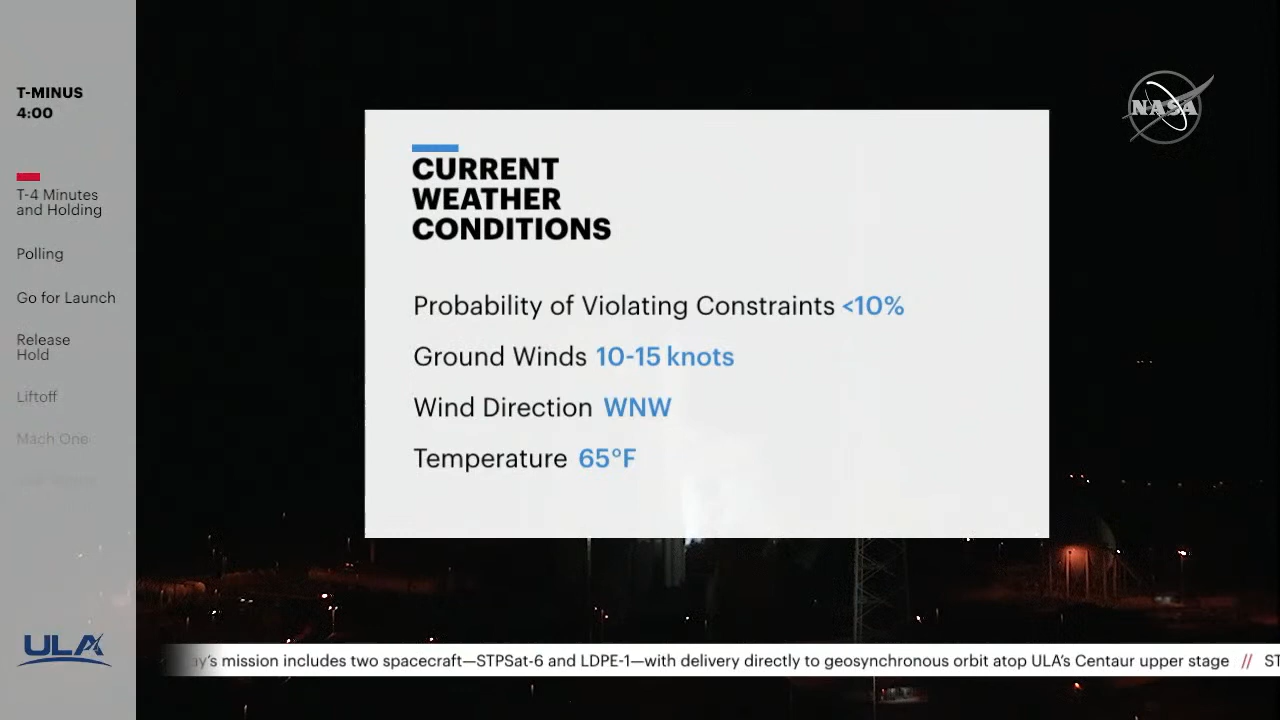 T-MINUS
4:00
T-4 Minutes
and Holding
Polling
Go for Launch
Release
Hold
Liftoff
Mach One
ULA
NASA
CURRENT
WEATHER
CONDITIONS
Probability of Violating Constraints <10%
Ground Winds 10-15 knots
Wind Direction WNW
Temperature 65°F
mission includes two spacecraft—STPSat-6 and LDPE-1—with delivery directly to geosynchronous orbit atop ULA's Centaur upper stage //